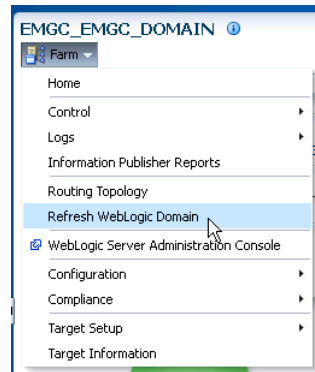 EMGC_EMGC_DOMAIN
Farm
Home
Control
Logs
Information Publisher Reports
Routing Topology
Refresh WebLogic Domain
WebLogic Server Administration Console
Configuration
Compliance
Target Setup
Target Information